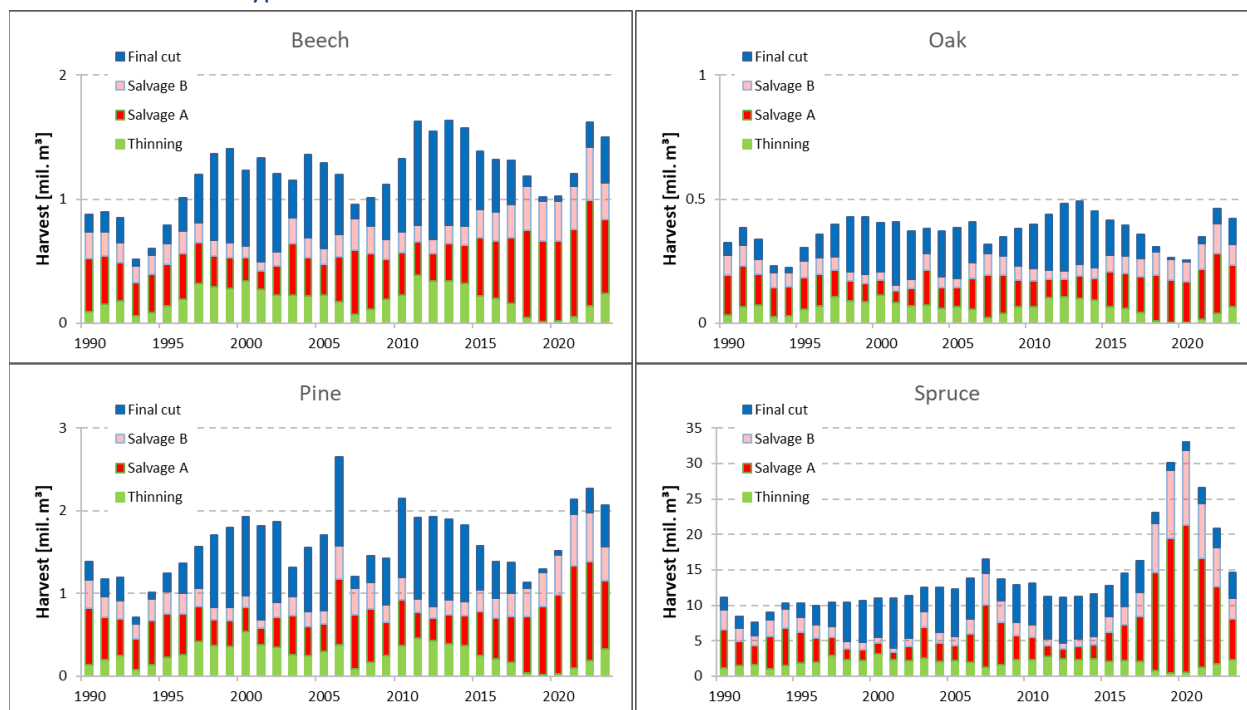 Beech
Final cut
Salvage B
Salvage A
Thinning
Harvest [mil. m³]
2
1
0
1990 1995 2000 2005 2010 2015 2020
Oak
Final cut
Salvage B
Salvage A
Thinning
Harvest [mil. m³]
1
0.5
0
1990 1995 2000 2005 2010 2015 2020
Pine
Final cut
Salvage B
Salvage A
Thinning
Harvest [mil. m³]
3
2
1
0
1990 1995 2000 2005 2010 2015 2020
Spruce
Final cut
Salvage B
Salvage A
Thinning
Harvest [mil. m³]
35
30
25
20
15
10
5
0
1990 1995 2000 2005 2010 2015 2020